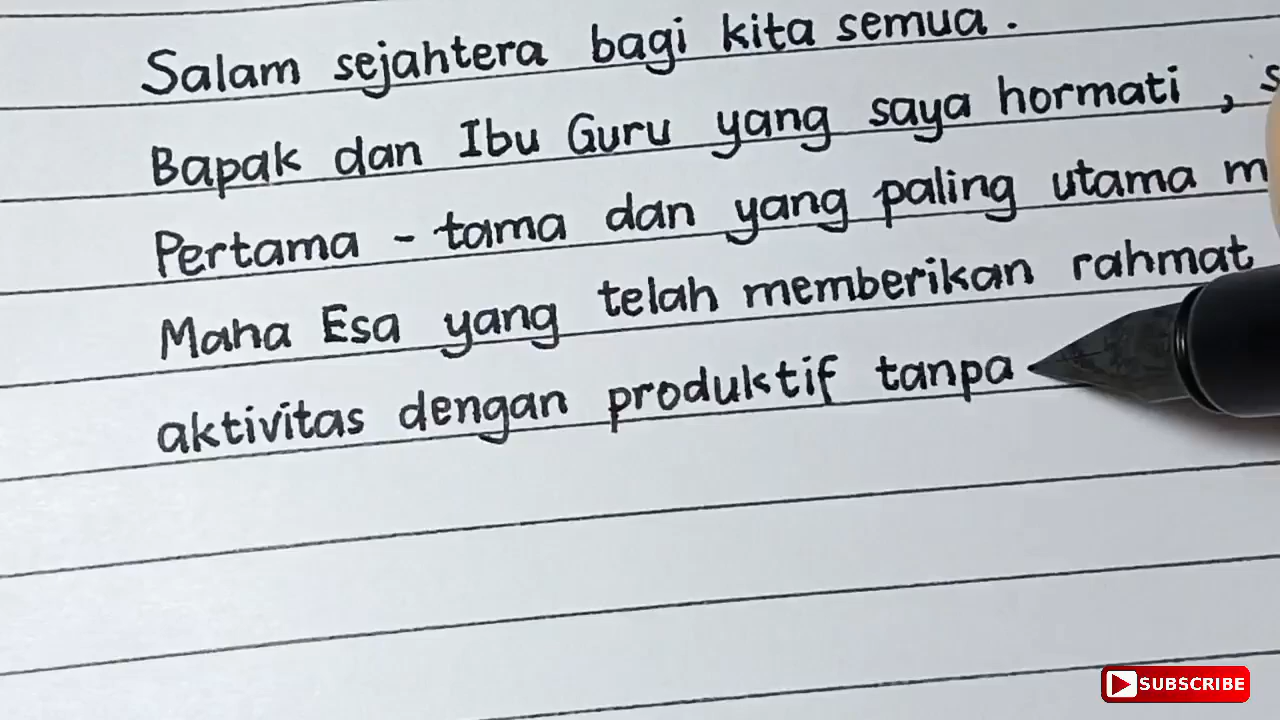 Salam sejahtera bagi kita semua.
Bapak dan Ibu Guru yang saya hormati,
Pertama - tama dan yang paling utama
Maha Esa yang telah memberikan rahmat
aktivitas dengan produktif tanpa
SUBSCRIBE